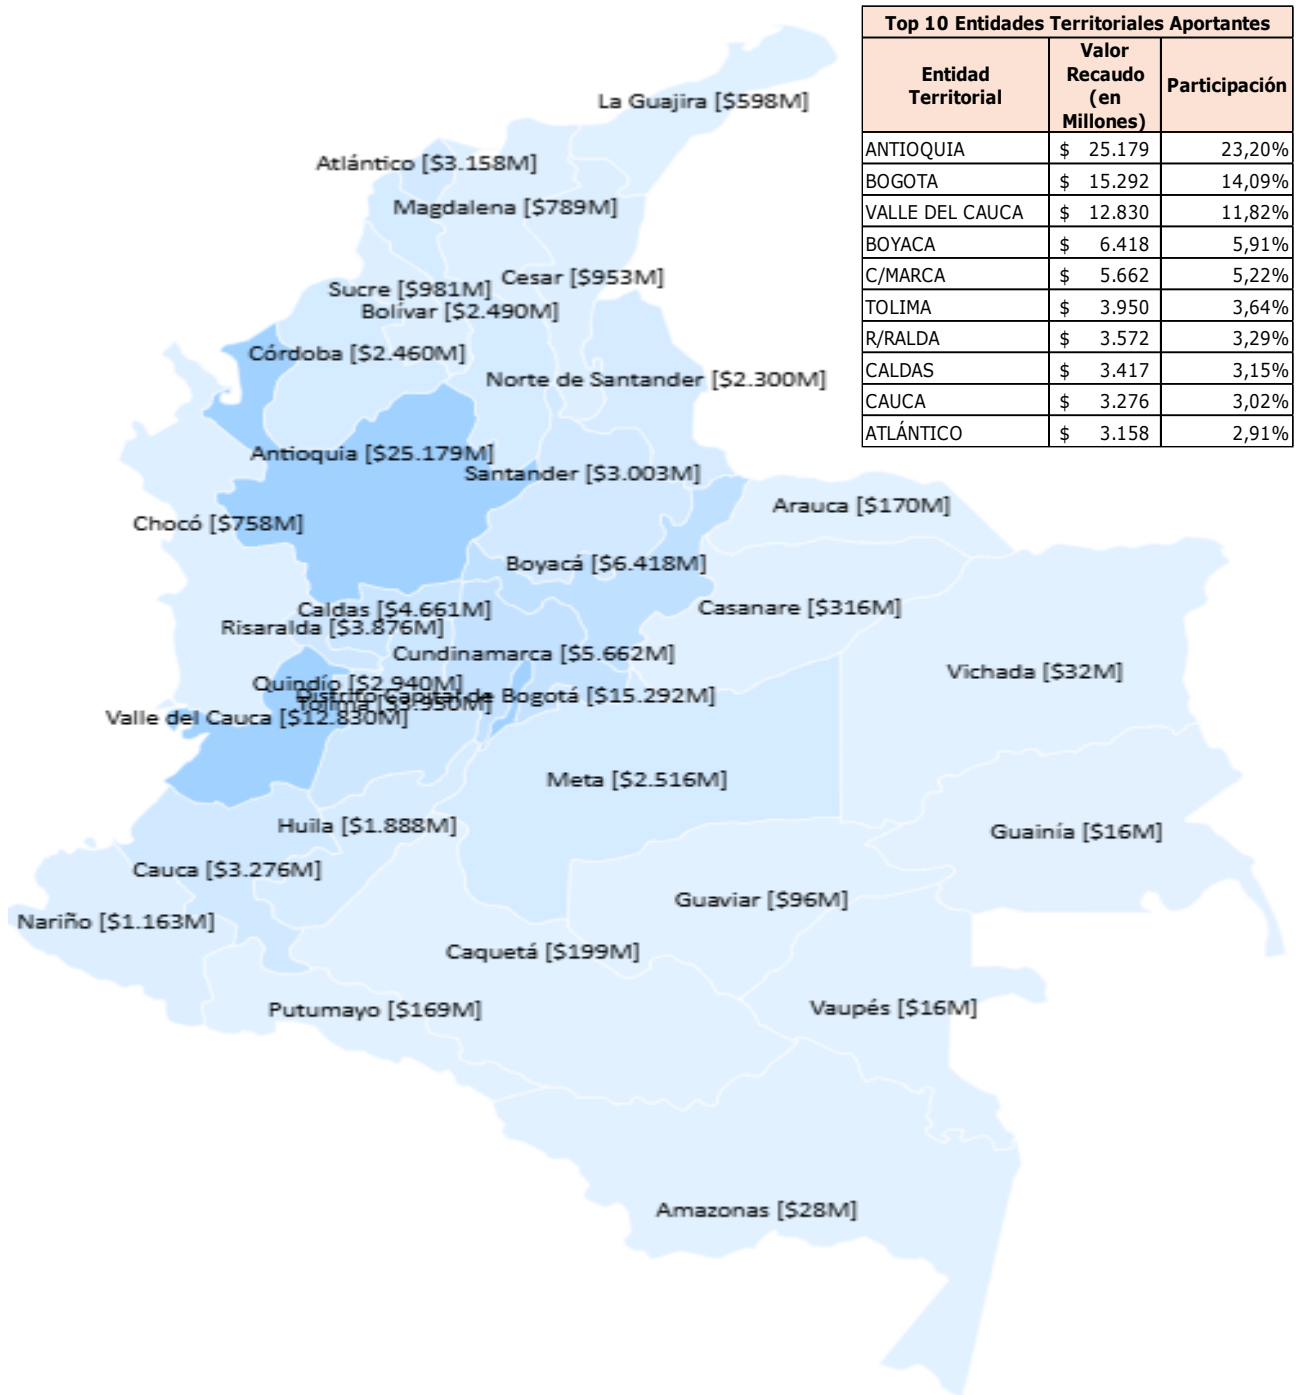 Top 10 Entidades Territoriales Aportantes
Entidad Territorial | Valor Recaudo (en Millones) | Participación
ANTIOQUIA $ 25.179 23,20%
BOGOTA $ 15.292 14,09%
VALLE DEL CAUCA $ 12.830 11,82%
BOYACA $ 6.418 5,91%
C/MARCA $ 5.662 5,22%
TOLIMA $ 3.950 3,64%
R/RALDA $ 3.572 3,29%
CALDAS $ 3.417 3,15%
CAUCA $ 3.276 3,02%
ATLÁNTICO $ 3.158 2,91%
La Guajira [$598M]
Atlántico [$3.158M]
Magdalena [$789M]
Cesar [$953M]
Sucre [$981M]
Bolívar [$2.490M]
Córdoba [$2.460M]
Norte de Santander [$2.300M]
Antioquia [$25.179M]
Santander [$3.003M]
Arauca [$170M]
Chocó [$758M]
Boyacá [$6.418M]
Caldas [$4.661M]
Casanare [$316M]
Risaralda [$3.876M]
Cundinamarca [$5.662M]
Vichada [$32M]
Quindío [$2.940M]
Distrito Capital de Bogotá [$15.292M]
Tolima [$3.950M]
Valle del Cauca [$12.830M]
Meta [$2.516M]
Huila [$1.888M]
Guainía [$16M]
Cauca [$3.276M]
Guaviar [$96M]
Nariño [$1.163M]
Caquetá [$199M]
Putumayo [$169M]
Vaupés [$16M]
Amazonas [$28M]